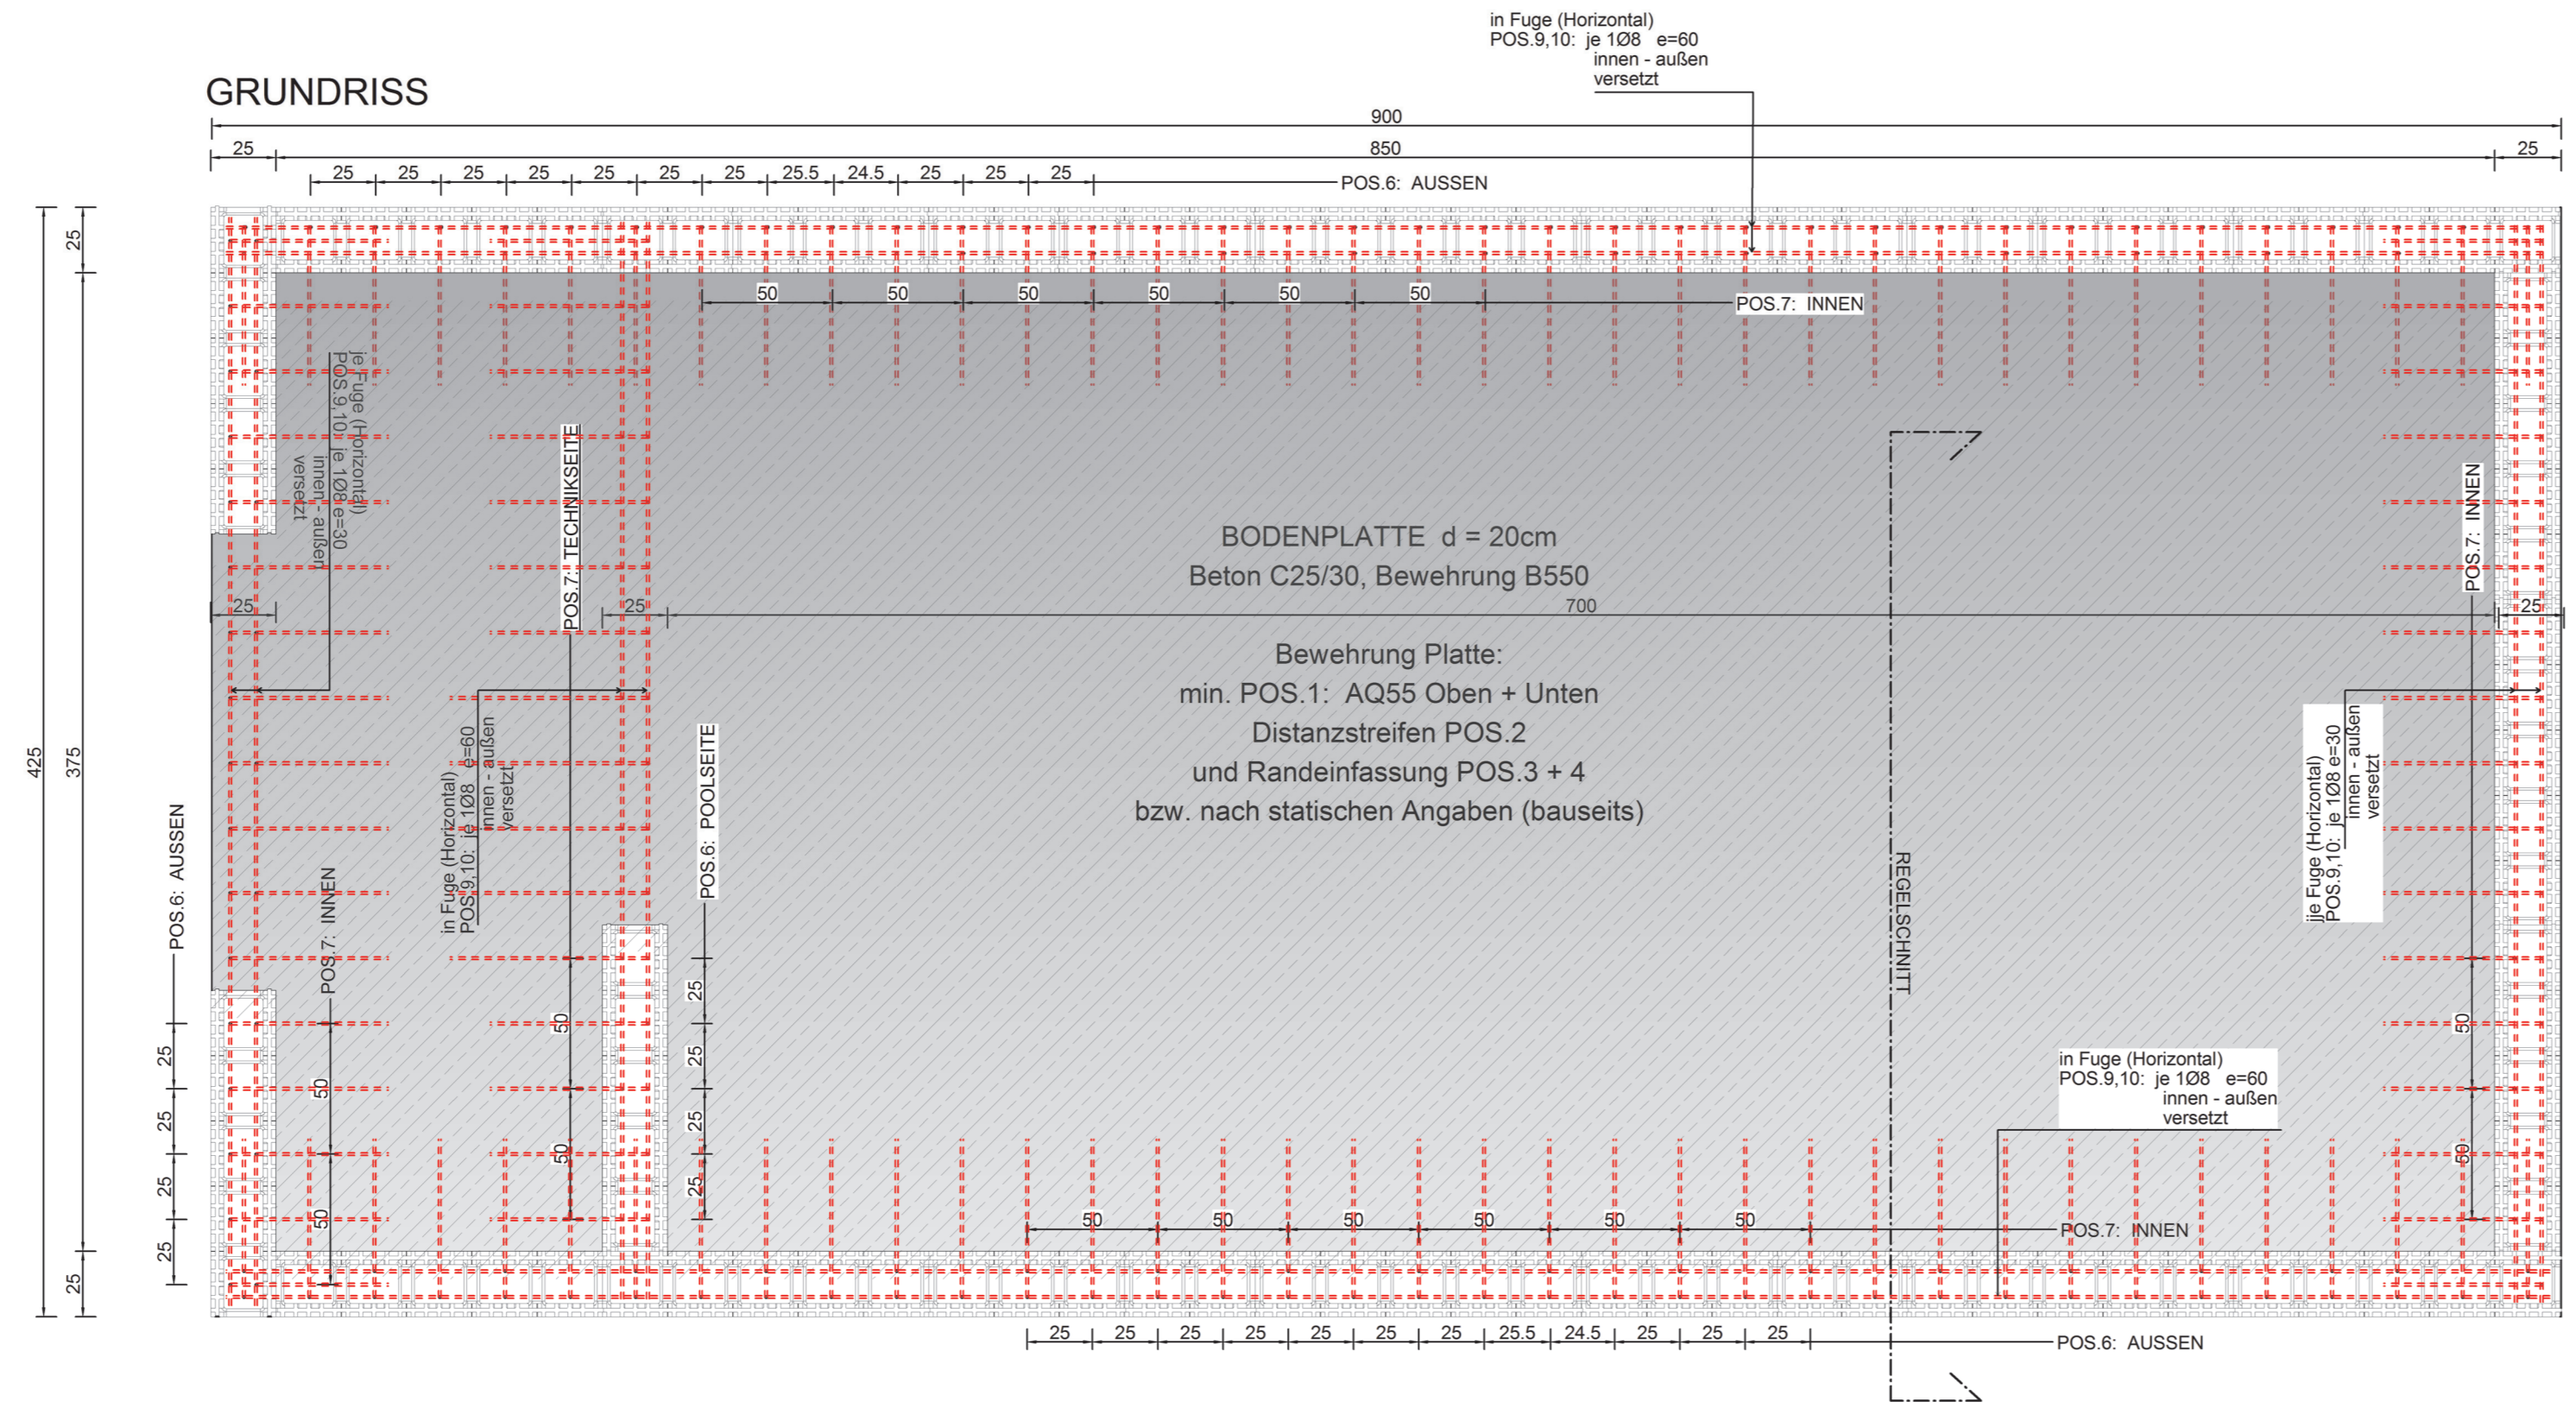 in Fuge (Horizontal)
POS.9,10: je 1Ø8 e=60
innen - außen
versetzt
GRUNDRISS
900
25 850 25
25 25 25 25 25 25 25 25.5 24.5 25 25 25 POS.6: AUSSEN
25
375
25
425
50 50 50 50 50 50 POS.7: INNEN
je Fuge (Horizontal)
POS.9,10: je 1Ø8 e=30
innen - außen
versetzt
POS.7: TECHNIKSEITE
POS.7: INNEN
BODENPLATTE d = 20cm
Beton C25/30, Bewehrung B550
25 25 700 25
Bewehrung Platte:
min. POS.1: AQ55 Oben + Unten
Distanzstreifen POS.2
und Randeinfassung POS.3 + 4
bzw. nach statischen Angaben (bauseits)
in Fuge (Horizontal)
POS.9,10: je 1Ø8 e=60
innen - außen
versetzt
POS.6: POOLSEITE
jje Fuge (Horizontal)
POS.9,10: je 1Ø8 e=30
innen - außen
versetzt
POS.6: AUSSEN
POS.7: INNEN
REGELSCHNITT
25
25
25
25
50
50
50
50
25
25
25
25
50
50
in Fuge (Horizontal)
POS.9,10: je 1Ø8 e=60
innen - außen
versetzt
50 50 50 50 50 50 POS.7: INNEN
25 25 25 25 25 25 25 25.5 24.5 25 25 25 POS.6: AUSSEN